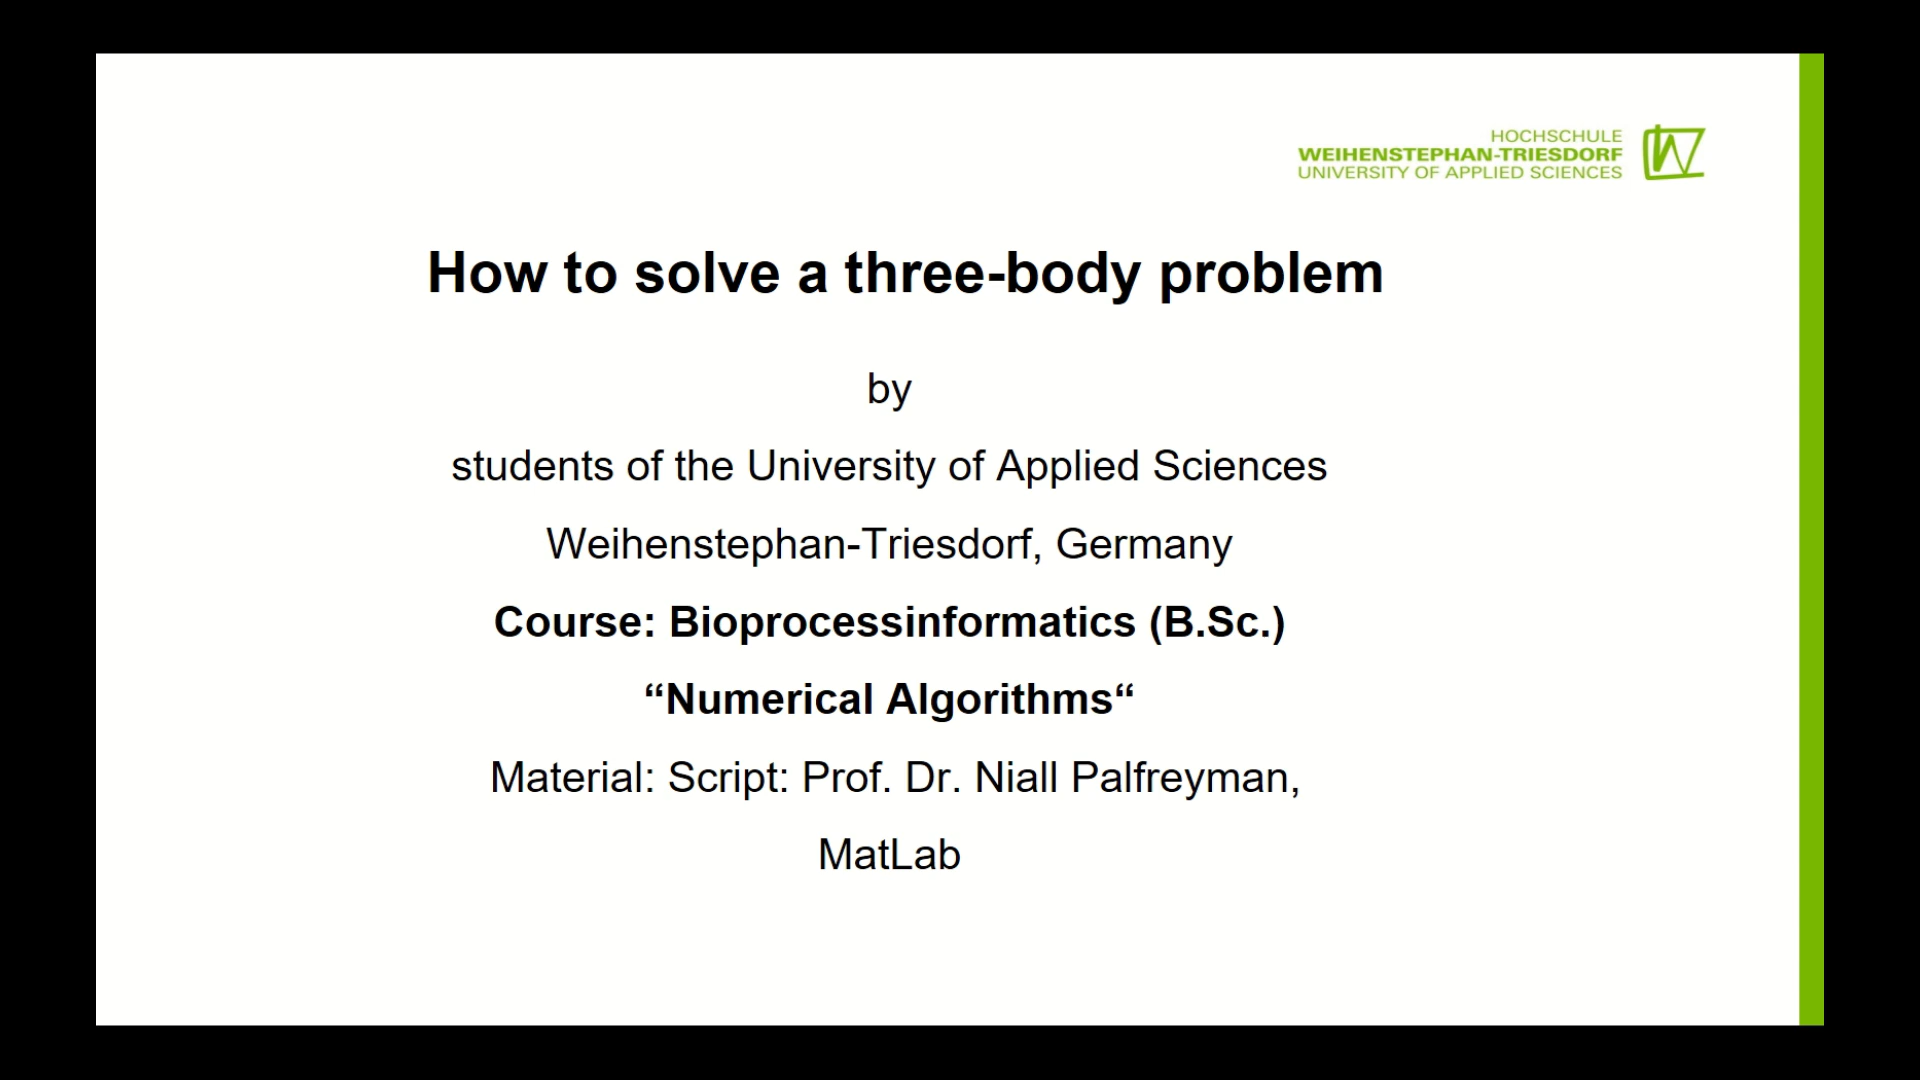 HOCHSCHULE
WEIHENSTEPHAN-TRIESDORF
UNIVERSITY OF APPLIED SCIENCES
How to solve a three-body problem
by
students of the University of Applied Sciences
Weihenstephan-Triesdorf, Germany
Course: Bioprocessinformatics (B.Sc.)
“Numerical Algorithms“
Material: Script: Prof. Dr. Niall Palfreyman,
MatLab